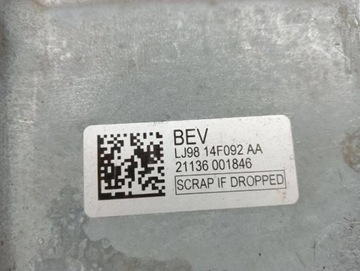 BEV
LJ98 14F092 AA
21136 001846
SCRAP IF DROPPED